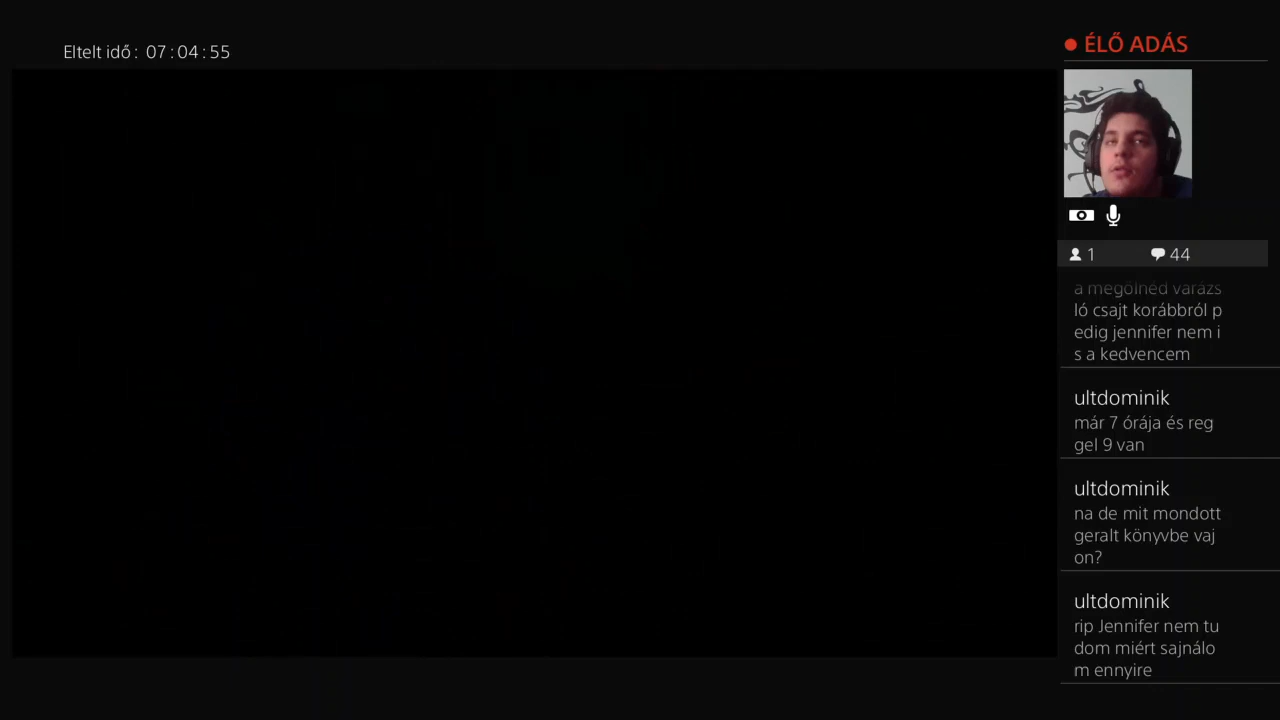 Eltelt idő: 07:04:55
ÉLŐ ADÁS
1 44
a megölnéd varázs
ló csajt korábbról p
edig jennifer nem i
s a kedvencem
ultdominik
már 7 órája és reg
gel 9 van
ultdominik
na de mit mondott
geralt könyvbe vaj
on?
ultdominik
rip Jennifer nem tu
dom miért sajnálo
m ennyire